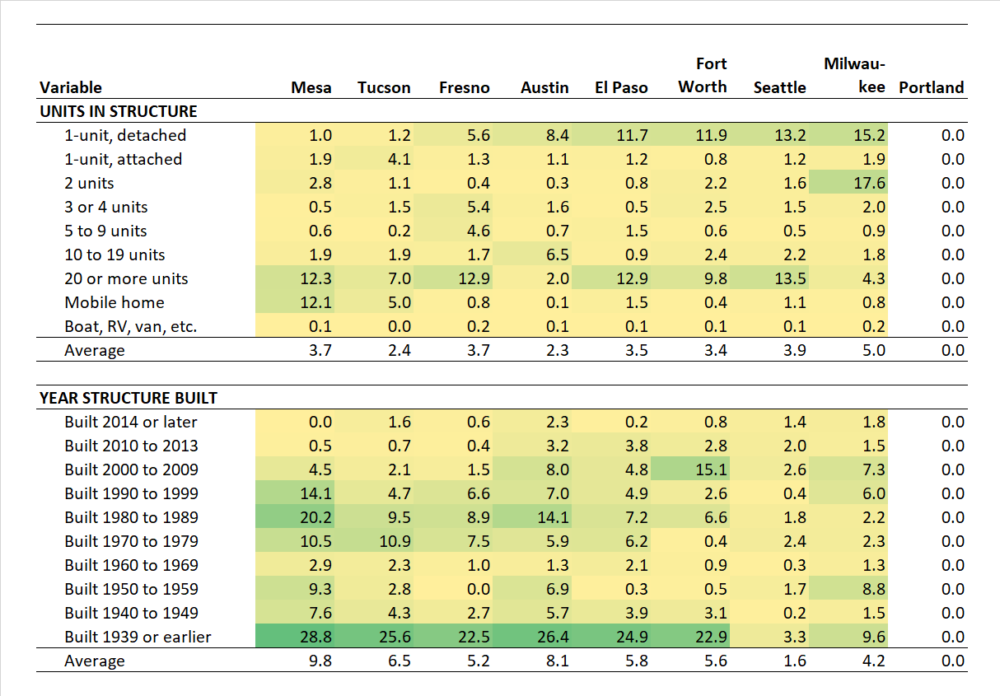 Fort Milwau-
Variable Mesa Tucson Fresno Austin El Paso Worth Seattle kee Portland
UNITS IN STRUCTURE
1-unit, detached 1.0 1.2 5.6 8.4 11.7 11.9 13.2 15.2 0.0
1-unit, attached 1.9 4.1 1.3 1.1 1.2 0.8 1.2 1.9 0.0
2 units 2.8 1.1 0.4 0.3 0.8 2.2 1.6 17.6 0.0
3 or 4 units 0.5 1.5 5.4 1.6 0.5 2.5 1.5 2.0 0.0
5 to 9 units 0.6 0.2 4.6 0.7 1.5 0.6 0.5 0.9 0.0
10 to 19 units 1.9 1.9 1.7 6.5 0.9 2.4 2.2 1.8 0.0
20 or more units 12.3 7.0 12.9 2.0 12.9 9.8 13.5 4.3 0.0
Mobile home 12.1 5.0 0.8 0.1 1.5 0.4 1.1 0.8 0.0
Boat, RV, van, etc. 0.1 0.0 0.2 0.1 0.1 0.1 0.1 0.2 0.0
Average 3.7 2.4 3.7 2.3 3.5 3.4 3.9 5.0 0.0
YEAR STRUCTURE BUILT
Built 2014 or later 0.0 1.6 0.6 2.3 0.2 0.8 1.4 1.8 0.0
Built 2010 to 2013 0.5 0.7 0.4 3.2 3.8 2.8 2.0 1.5 0.0
Built 2000 to 2009 4.5 2.1 1.5 8.0 4.8 15.1 2.6 7.3 0.0
Built 1990 to 1999 14.1 4.7 6.6 7.0 4.9 2.6 0.4 6.0 0.0
Built 1980 to 1989 20.2 9.5 8.9 14.1 7.2 6.6 1.8 2.2 0.0
Built 1970 to 1979 10.5 10.9 7.5 5.9 6.2 0.4 2.4 2.3 0.0
Built 1960 to 1969 2.9 2.3 1.0 1.3 2.1 0.9 0.3 1.3 0.0
Built 1950 to 1959 9.3 2.8 0.0 6.9 0.3 0.5 1.7 8.8 0.0
Built 1940 to 1949 7.6 4.3 2.7 5.7 3.9 3.1 0.2 1.5 0.0
Built 1939 or earlier 28.8 25.6 22.5 26.4 24.9 22.9 3.3 9.6 0.0
Average 9.8 6.5 5.2 8.1 5.8 5.6 1.6 4.2 0.0